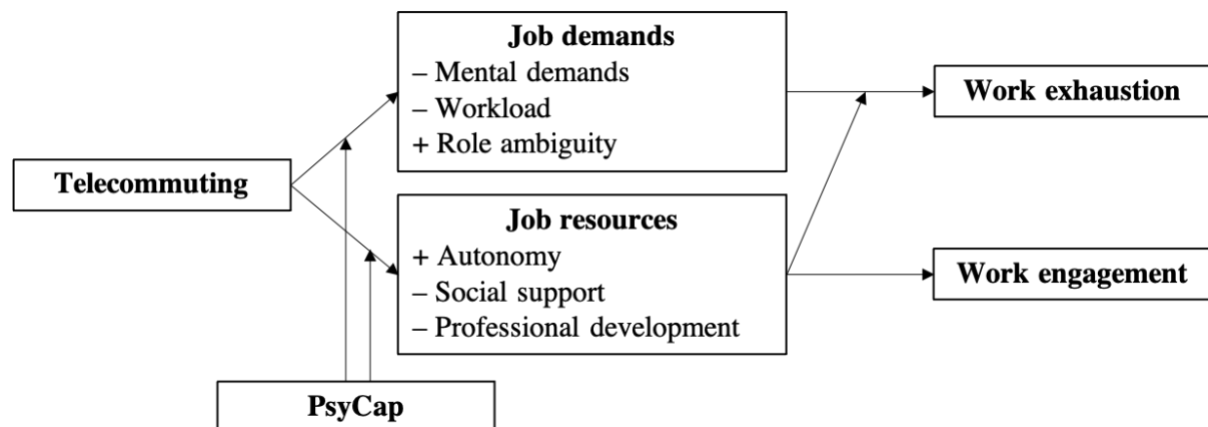 Job demands
– Mental demands
– Workload
+ Role ambiguity
Work exhaustion
Telecommuting
Job resources
+ Autonomy
– Social support
– Professional development
Work engagement
PsyCap